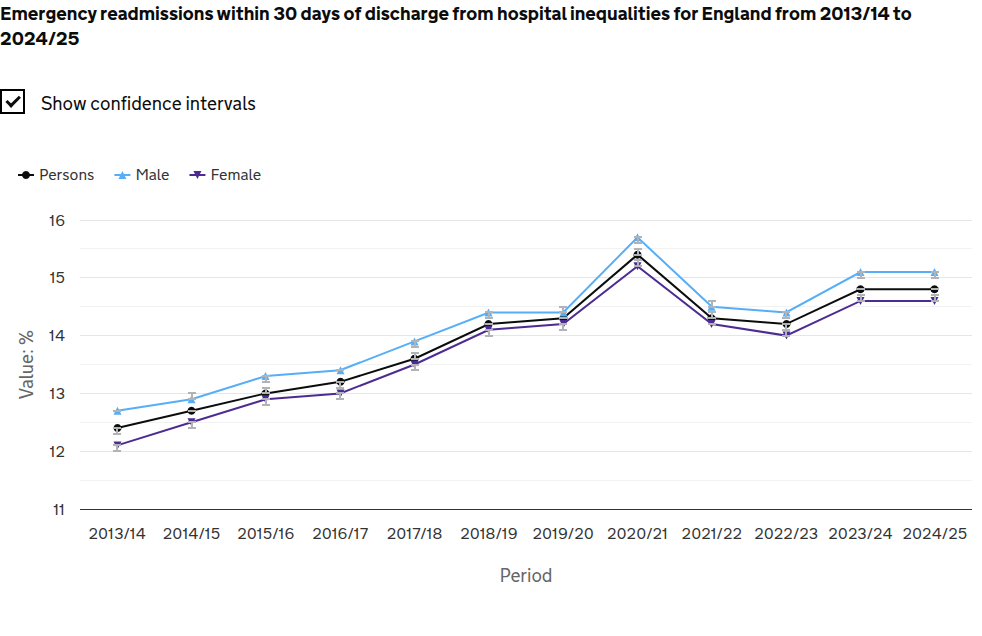 Emergency readmissions within 30 days of discharge from hospital inequalities for England from 2013/14 to
2024/25
Show confidence intervals
Persons Male Female
16
15
14
13
12
11
Value: %
2013/14 2014/15 2015/16 2016/17 2017/18 2018/19 2019/20 2020/21 2021/22 2022/23 2023/24 2024/25
Period